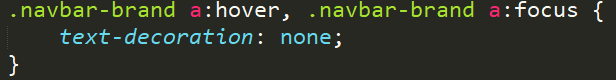 .navbar-brand a:hover, .navbar-brand a:focus {
    text-decoration: none;
}